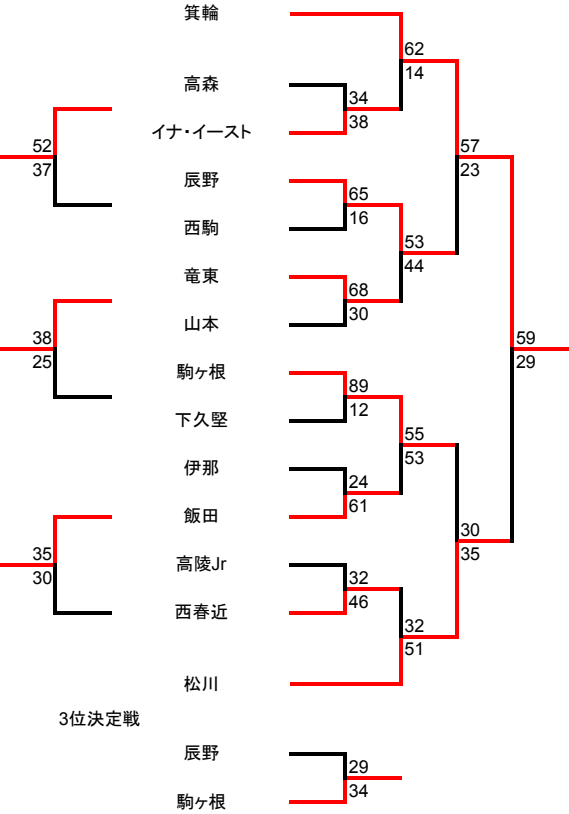 箕輪
62
14
高森
34
イナ・イースト
38
52
37
57
23
辰野
65
西駒
16
53
44
竜東
68
山本
30
38
25
59
29
駒ヶ根
89
下久堅
12
55
53
伊那
24
飯田
61
35
30
30
35
高陵Jr
32
西春近
46
32
51
松川
3位決定戦
辰野
29
駒ヶ根
34